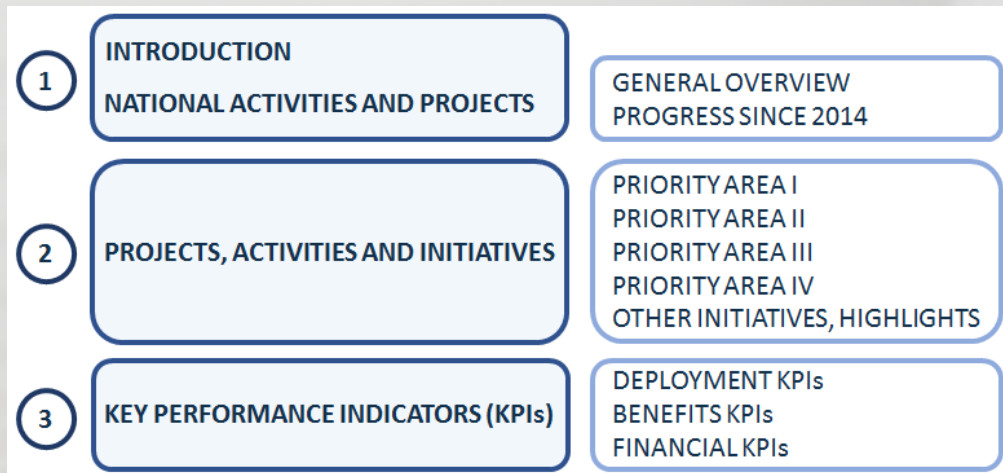 1
INTRODUCTION
NATIONAL ACTIVITIES AND PROJECTS
GENERAL OVERVIEW
PROGRESS SINCE 2014
2
PROJECTS, ACTIVITIES AND INITIATIVES
PRIORITY AREA I
PRIORITY AREA II
PRIORITY AREA III
PRIORITY AREA IV
OTHER INITIATIVES, HIGHLIGHTS
3
KEY PERFORMANCE INDICATORS (KPIs)
DEPLOYMENT KPIs
BENEFITS KPIs
FINANCIAL KPIs